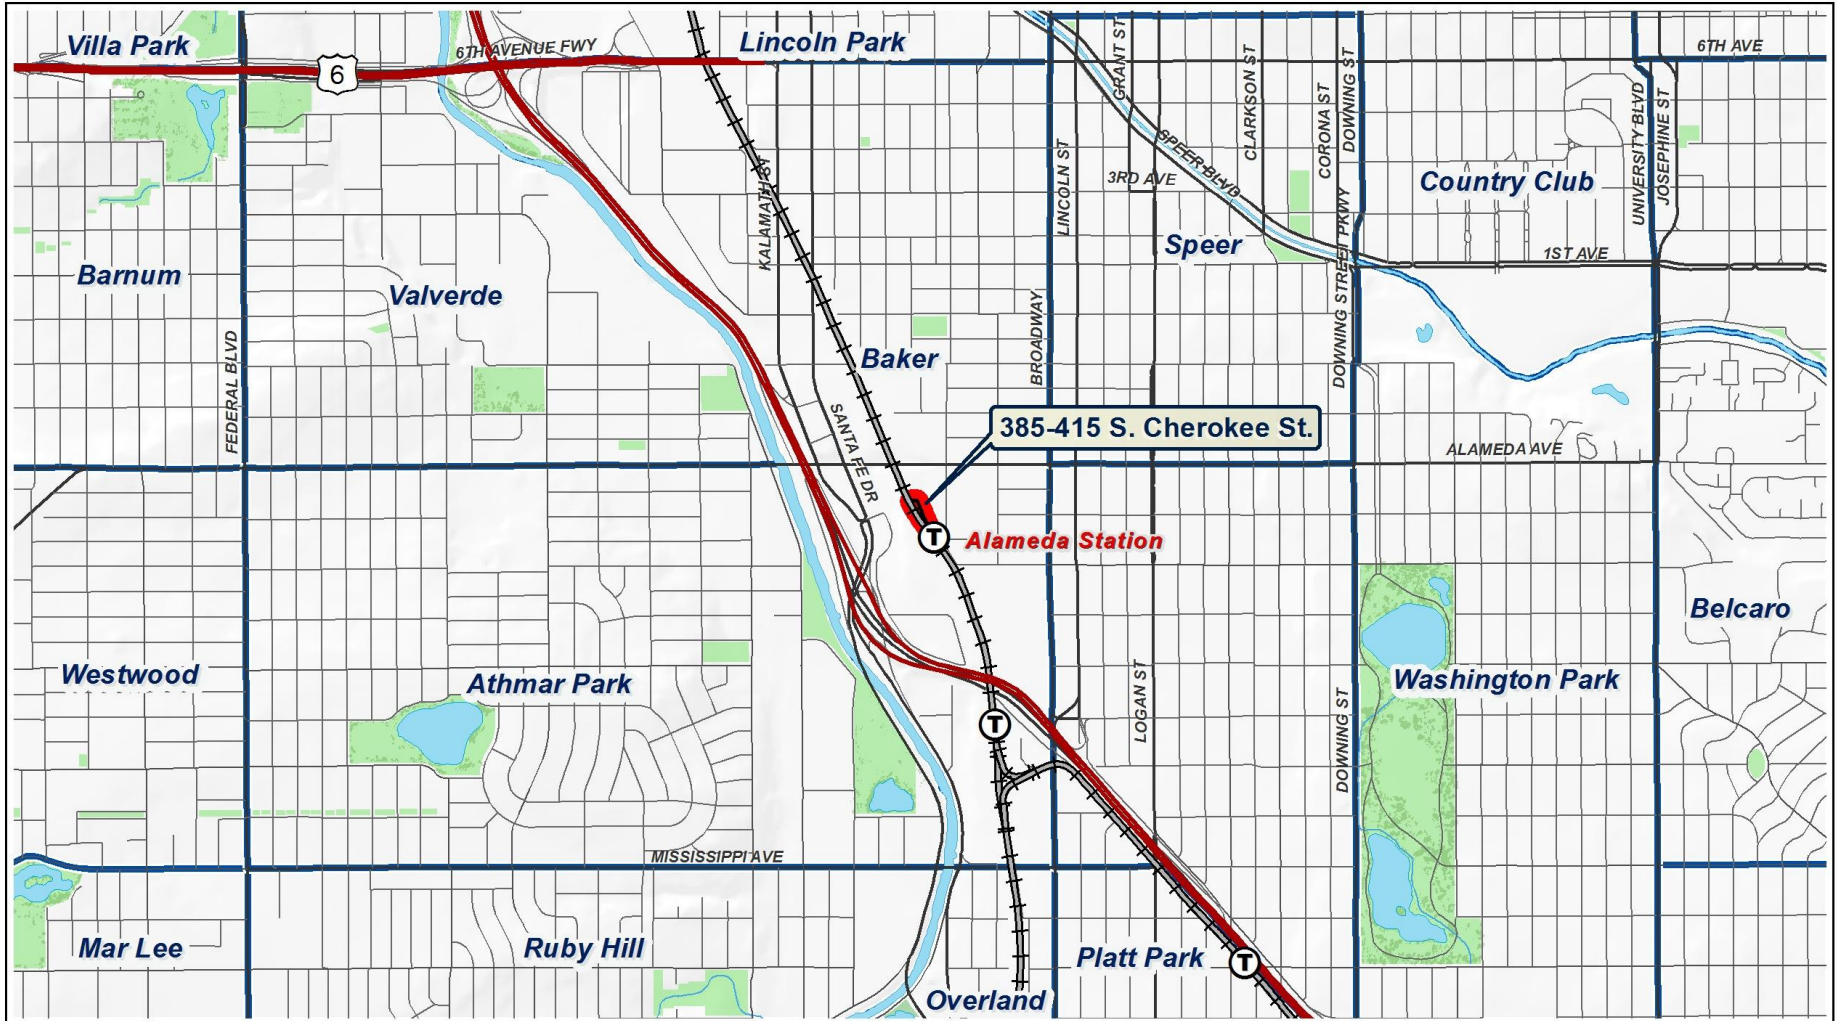 Villa Park
6TH AVENUE FWY
Lincoln Park
6TH AVE
6
GRANT ST
CLARKSON ST
CORONA ST
DOWNING ST
UNIVERSITY BLVD
JOSEPHINE ST
KALAMATH ST
LINCOLN ST
SPEER BLVD
3RD AVE
Country Club
Speer
1ST AVE
Barnum
Valverde
DOWNING STREET PKWY
FEDERAL BLVD
BROADWAY
Baker
SANTA FE DR
385-415 S. Cherokee St.
ALAMEDA AVE
T
Alameda Station
Belcaro
Westwood
Athmar Park
Washington Park
LOGAN ST
T
DOWNING ST
MISSISSIPPI AVE
Mar Lee
Ruby Hill
Platt Park
T
Overland